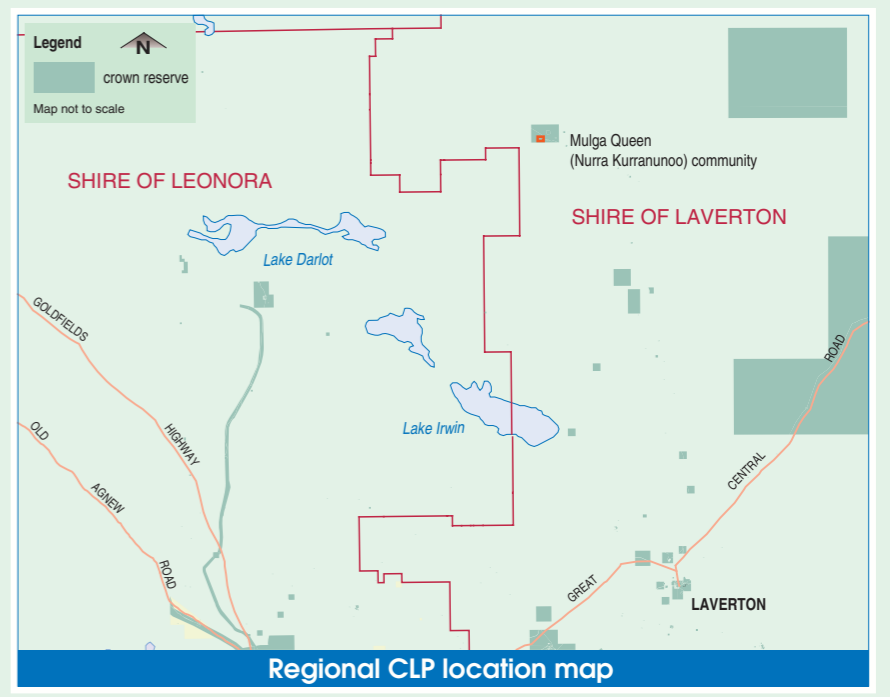 Legend
N
crown reserve
Map not to scale
Mulga Queen
(Nurra Kurranunoo) community
SHIRE OF LEONORA
SHIRE OF LAVERTON
Lake Darlot
GOLDFIELDS
HIGHWAY
ROAD
Lake Irwin
OLD
AGNEW
ROAD
CENTRAL
GREAT
LAVERTON
Regional CLP location map